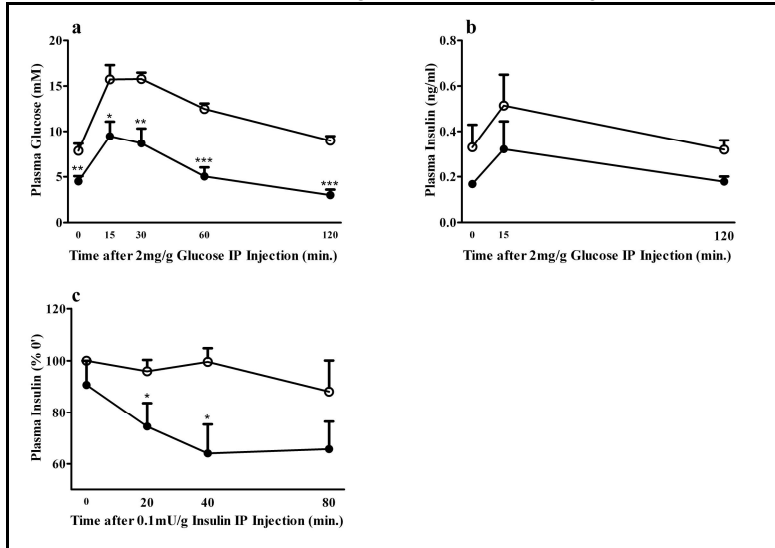 a
20
15
10
5
0
Plasma Glucose (mM)
*
**
**
***
***
0 15 30 60 120
Time after 2mg/g Glucose IP Injection (min.)
b
0.8
0.6
0.4
0.2
0.0
Plasma Insulin (ng/ml)
0 15 120
Time after 2mg/g Glucose IP Injection (min.)
c
120
100
80
60
Plasma Insulin (% 0')
*
*
0 20 40 80
Time after 0.1mU/g Insulin IP Injection (min.)